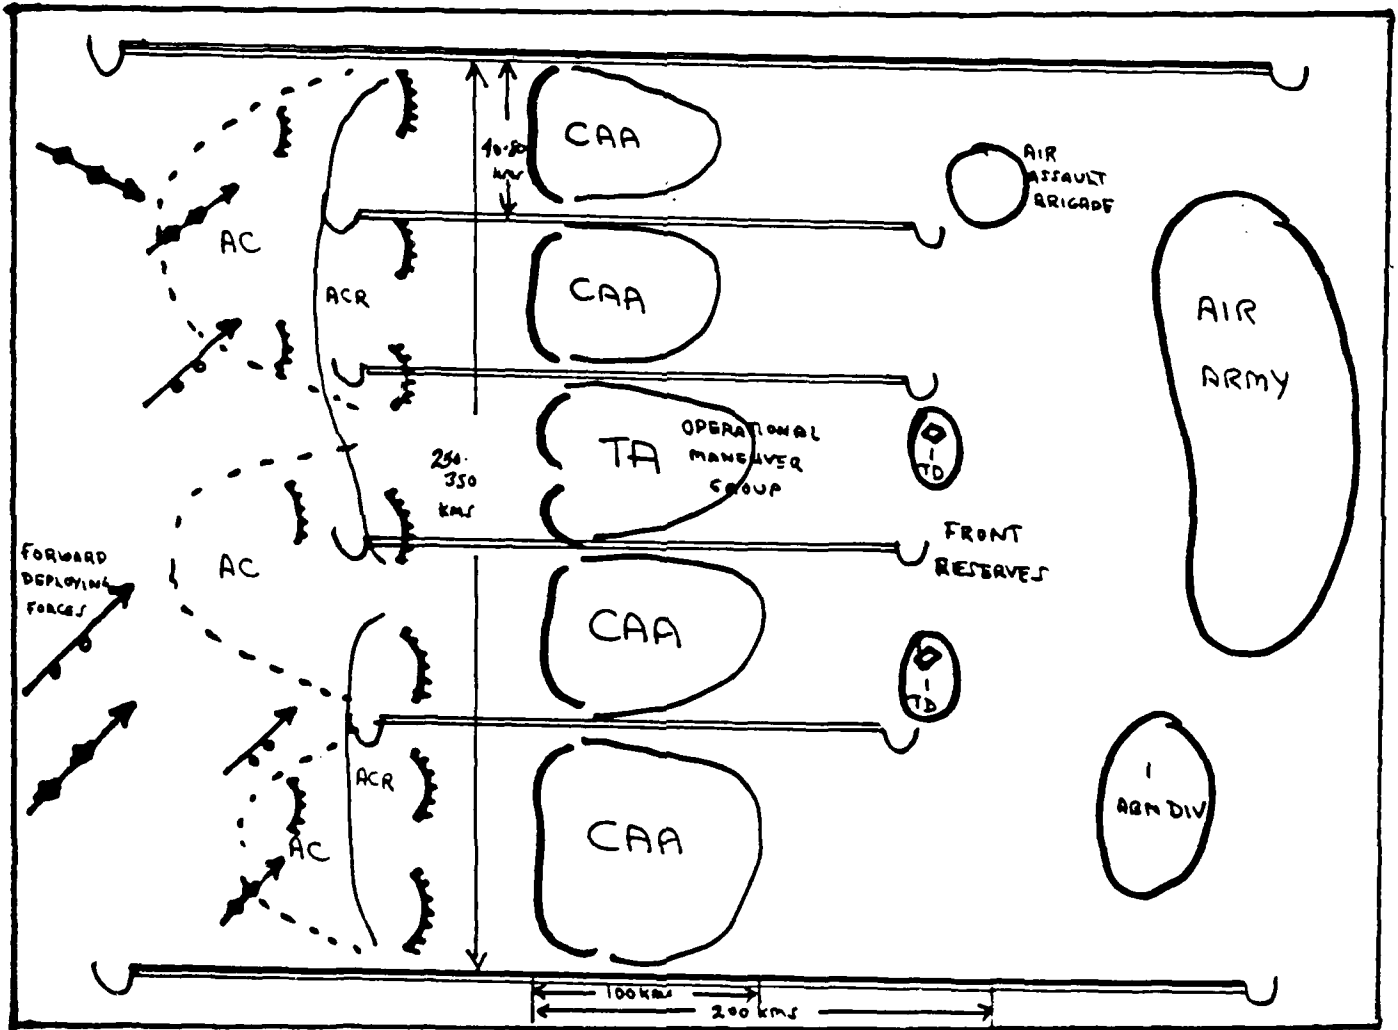 CAA
40-80
kms
AIR
ASSAULT
BRIGADE
AC
CAA
ACR
AIR
ARMY
TA
OPERATIONAL
MANEUVER
GROUP
1
TD
250-
350
kms
FRONT
RESERVES
FORWARD
DEPLOYING
FORCES
AC
CAA
1
TD
ACR
AC
CAA
1
ABN DIV
100 kms
200 kms